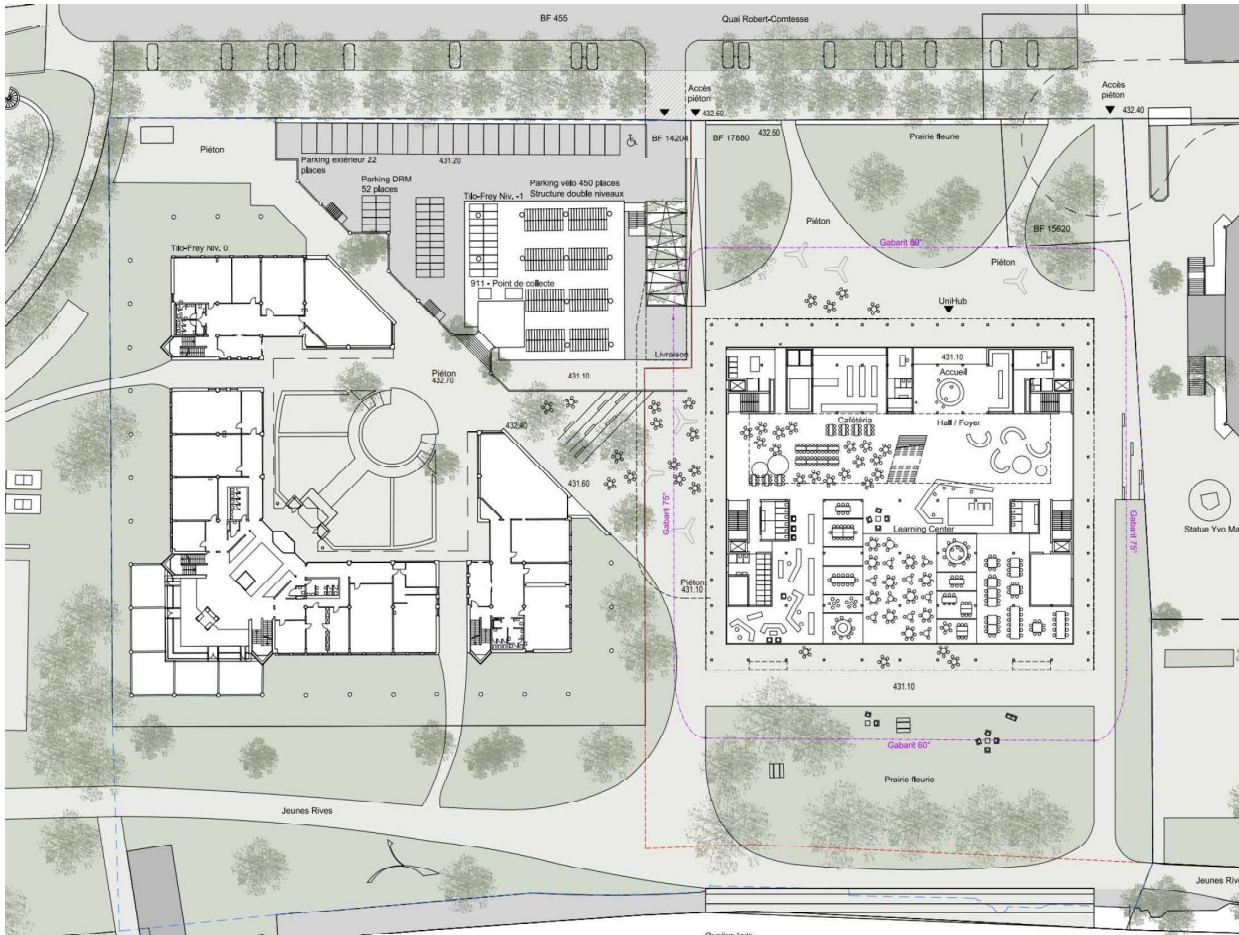 BF 455
Quai Robert-Comtesse
Accès
piéton
432.60
Accès
piéton
432.40
BF 14204
BF 17880
432.50
Prairie fleurie
Piéton
Parking extérieur 22
places
431.20
Parking DRM
52 places
Tilo-Frey Niv. -1
Parking vélo 450 places
Structure double niveaux
Piéton
BF 15620
Tilo-Frey Niv. 0
Gabarit 60°
Piéton
911 - Point de collecte
UniHub
Livraison
431.10
Accueil
Piéton
432.70
431.10
Cafétéria
Hall / Foyer
432.40
431.60
Gabarit 75°
Gabarit 75°
Learning Center
Statue Yvo Ma
Piéton
431.10
431.10
Gabarit 60°
Prairie fleurie
Jeunes Rives
Jeunes Rive